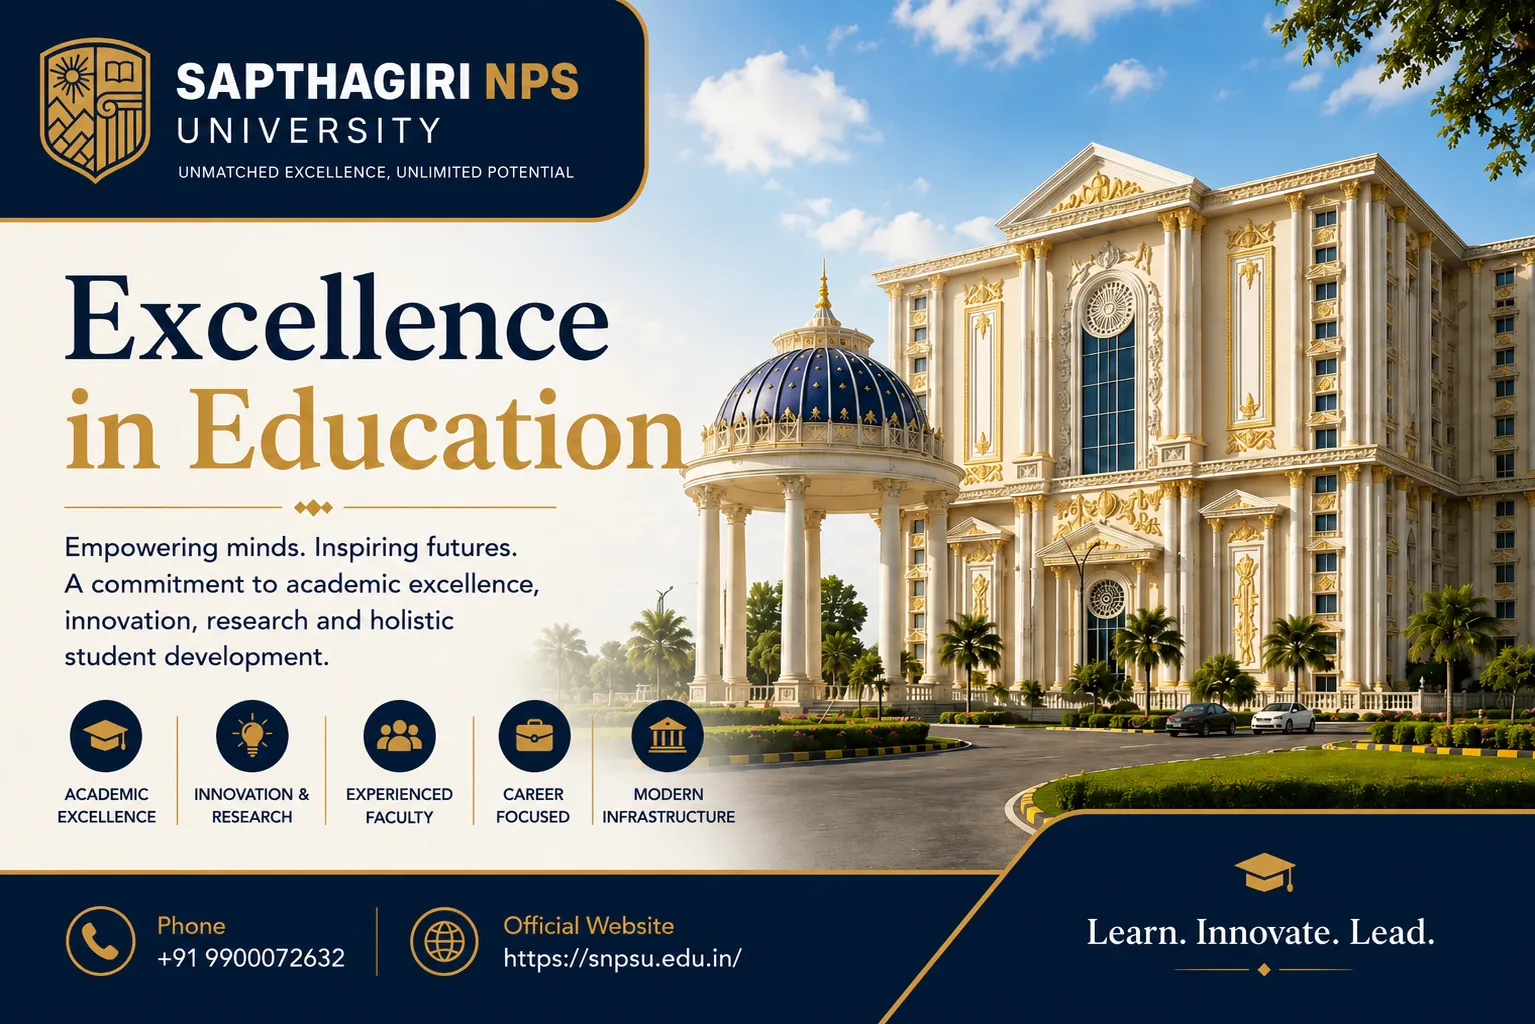 SAPTHAGIRI NPS
UNIVERSITY
UNMATCHED EXCELLENCE, UNLIMITED POTENTIAL
Excellence
in Education
Empowering minds. Inspiring futures.
A commitment to academic excellence,
innovation, research and holistic
student development.
ACADEMIC
EXCELLENCE
INNOVATION &
RESEARCH
EXPERIENCED
FACULTY
CAREER
FOCUSED
MODERN
INFRASTRUCTURE
Phone
+91 9900072632
Official Website
https://snpsu.edu.in/
Learn. Innovate. Lead.